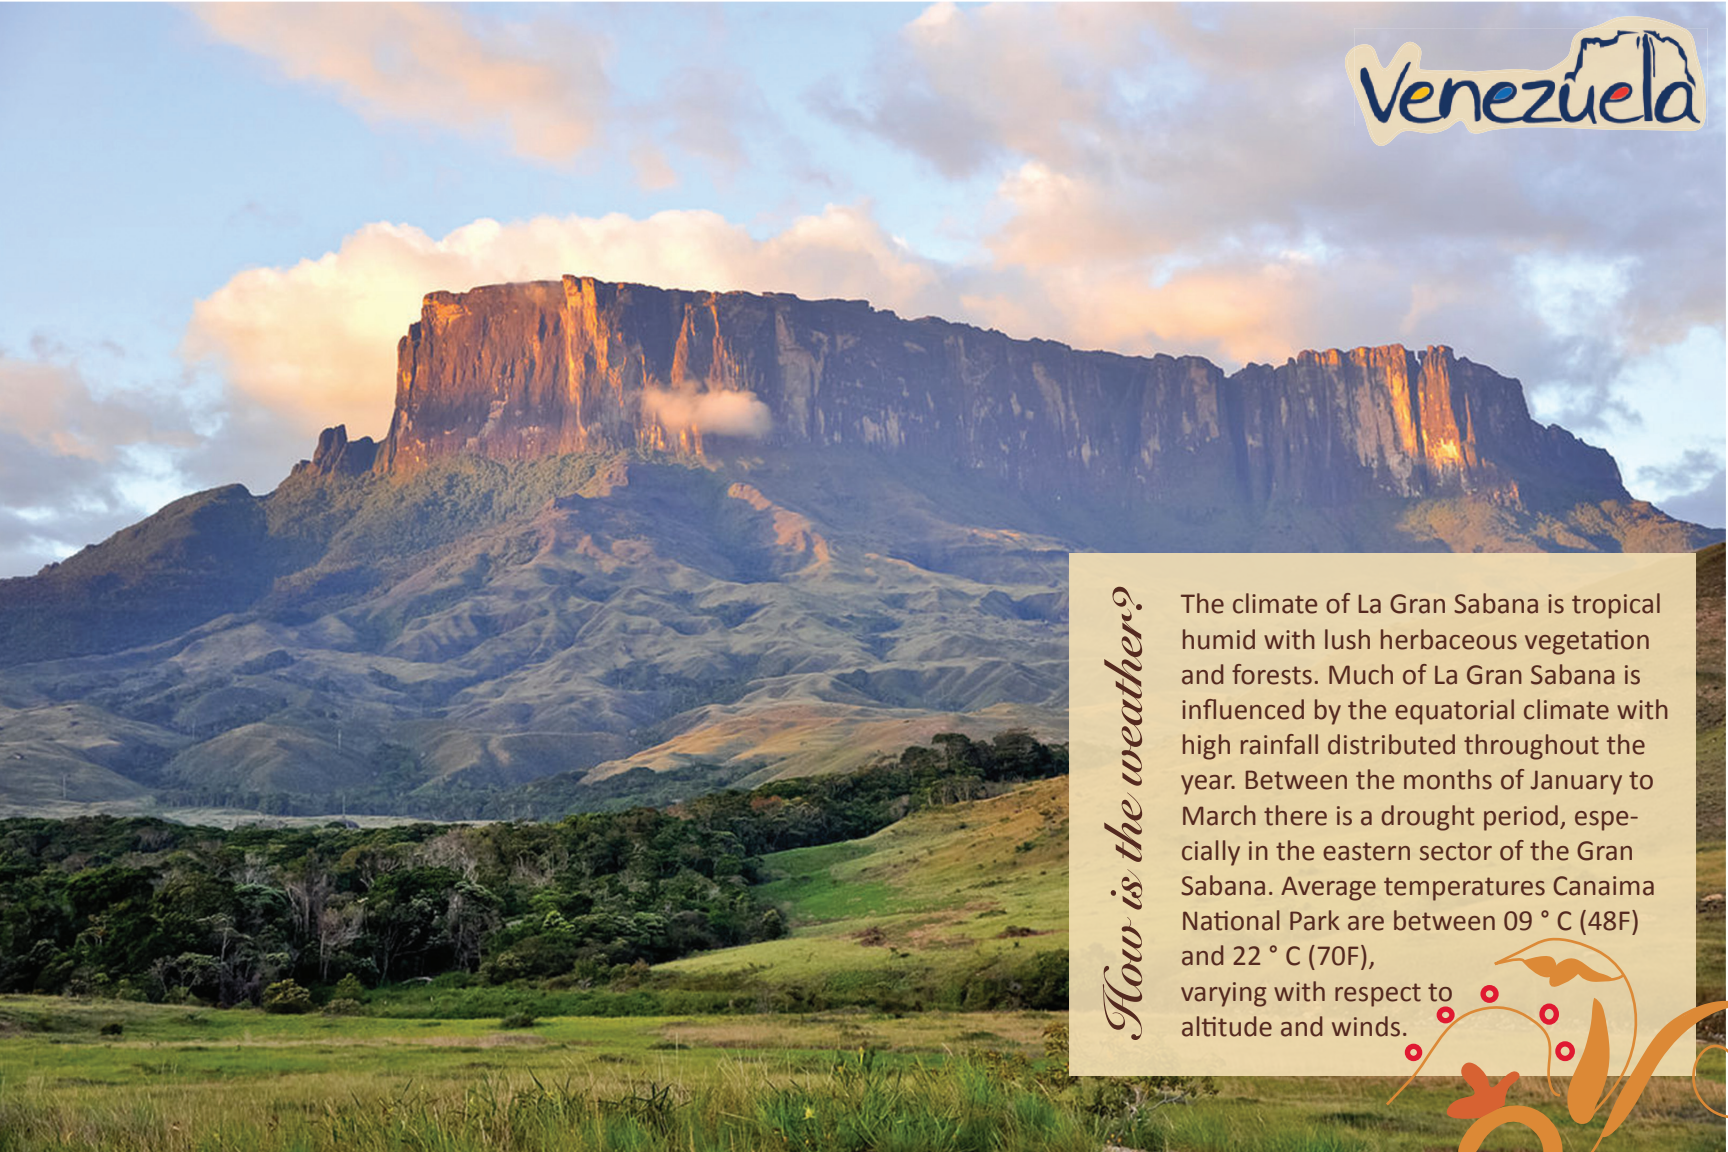 Venezuela
How is the weather?
The climate of La Gran Sabana is tropical
humid with lush herbaceous vegetation
and forests. Much of La Gran Sabana is
influenced by the equatorial climate with
high rainfall distributed throughout the
year. Between the months of January to
March there is a drought period, espe-
cially in the eastern sector of the Gran
Sabana. Average temperatures Canaima
National Park are between 09 ° C (48F)
and 22 ° C (70F),
varying with respect to
altitude and winds.